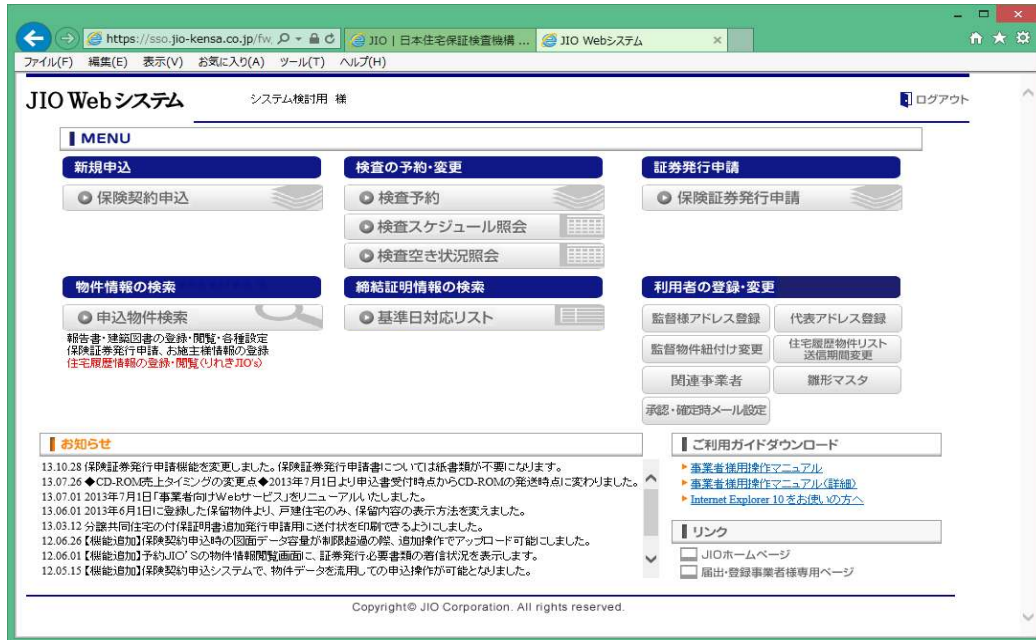 https://sso.jio-kensa.co.jp/fw,
JIO | 日本住宅保証検査機構 ...
JIO Webシステム
ファイル(F) 編集(E) 表示(V) お気に入り(A) ツール(T) ヘルプ(H)
JIO Webシステム
システム検討用 様
ログアウト
MENU
新規申込
検査の予約・変更
証券発行申請
保険契約申込
検査予約
保険証券発行申請
検査スケジュール照会
検査空き状況照会
物件情報の検索
締結証明情報の検索
利用者の登録・変更
申込物件検索
基準日対応リスト
監督様アドレス登録
代表アドレス登録
報告書・建築図書の登録・閲覧・各種設定
保険証券発行申請、お施主様情報の登録
住宅履歴情報の登録・閲覧(りれきJIO's)
監督物件紐付け変更
住宅履歴物件リスト
送信期間変更
関連事業者
雛形マスタ
承認・確定時メール設定
お知らせ
13.10.28 保険証券発行申請機能を変更しました。保険証券発行申請書については紙書類が不要になります。
13.07.26 ◆CD-ROM売上タイミングの変更点◆2013年7月1日より申込書受付時点からCD-ROMの発送時点に変わりました。
13.07.01 2013年7月1日「事業者向けWebサービス」をリニューアルいたしました。
13.06.01 2013年6月1日に登録した保留物件より、戸建住宅のみ、保留内容の表示方法を変えました。
13.03.12 分譲共同住宅の付保証明書追加発行申請用に送付状を印刷できるようにしました。
12.06.26 【機能追加】保険契約申込時の図面データ容量が制限超過の際、追加操作でアップロード可能にしました。
12.06.01 【機能追加】予約JIO'Sの物件情報閲覧画面に、証券発行必要書類の着信状況を表示します。
12.05.15 【機能追加】保険契約申込システムで、物件データを流用しての申込操作が可能となりました。
ご利用ガイドダウンロード
事業者様用操作マニュアル
事業者様用操作マニュアル(詳細)
Internet Explorer 10 をお使いの方へ
リンク
JIOホームページ
届出・登録事業者様専用ページ
Copyright© JIO Corporation. All rights reserved.